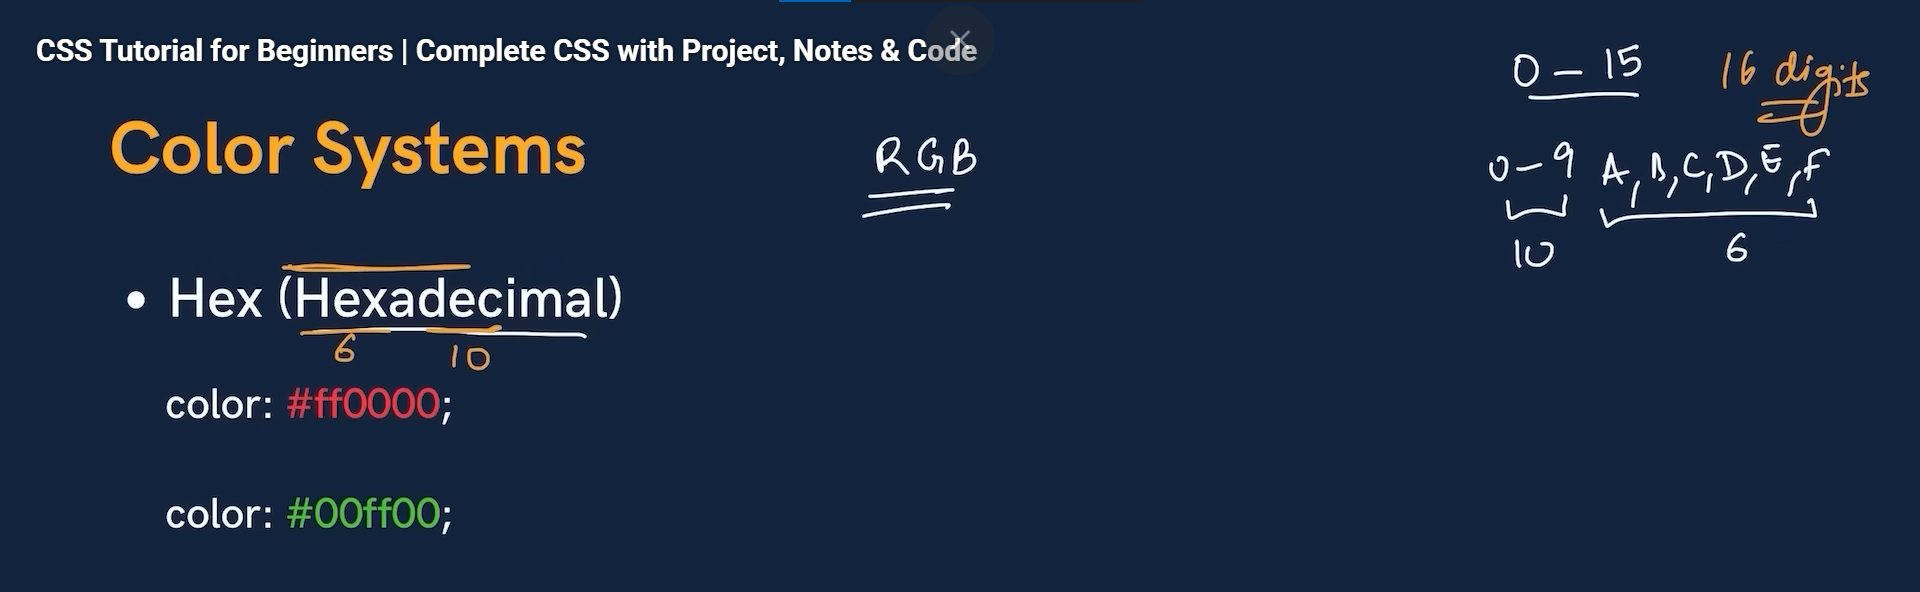 CSS Tutorial for Beginners | Complete CSS with Project, Notes & Code
0 - 15 16 digits
Color Systems
RGB
0-9 A, B, C, D, E, F
10 6
• Hex (Hexadecimal)
6 10
color: #ff0000;
color: #00ff00;